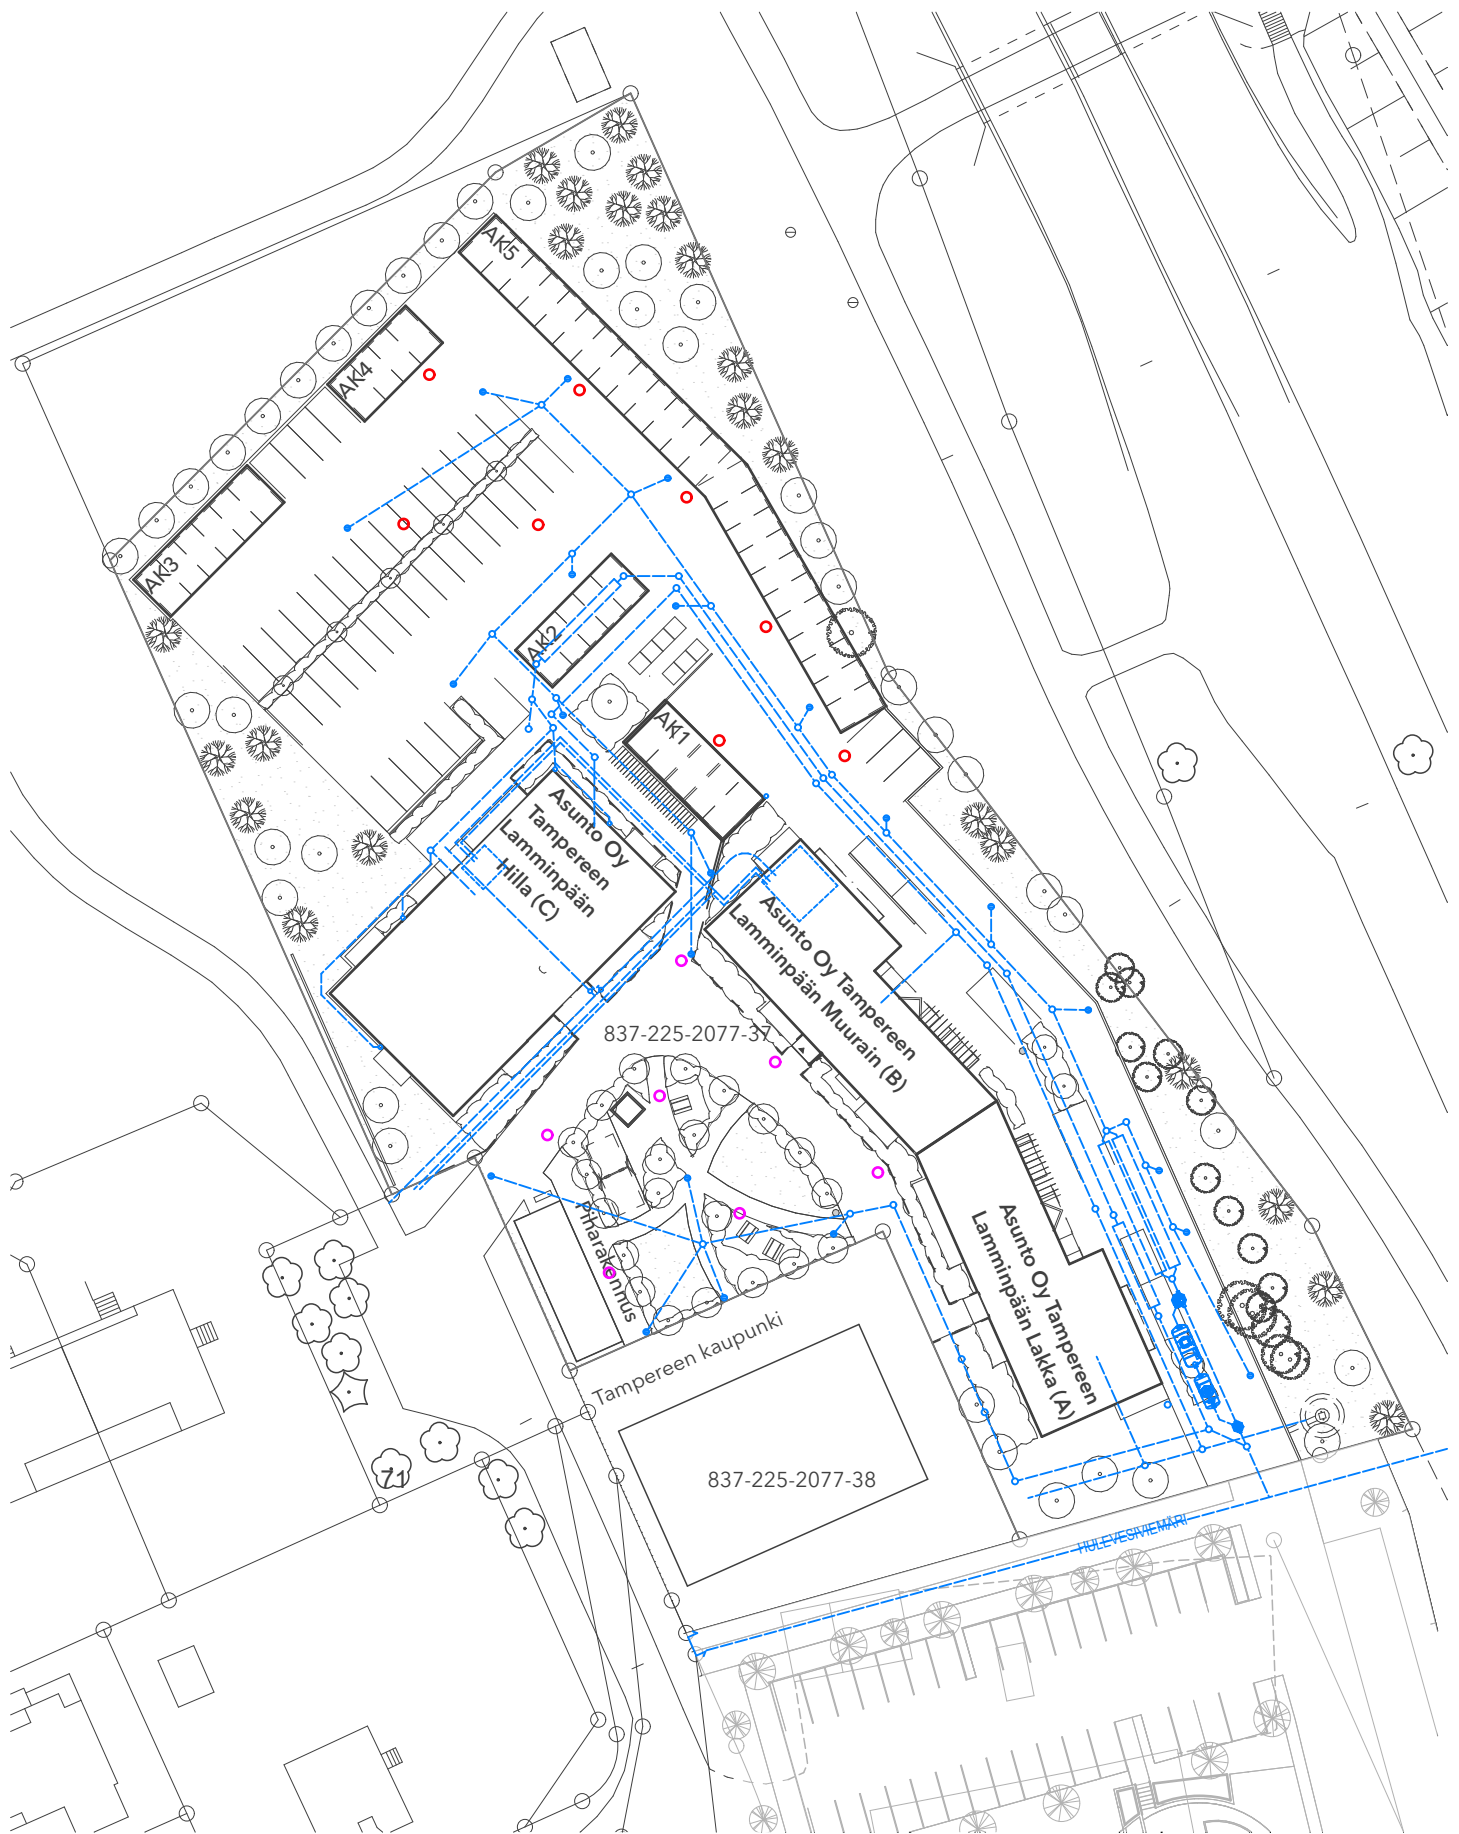 AK5
AK4
AK3
AK2
AK1
Asunto Oy
Tampereen
Lamminpään
Hilla (C)
Asunto Oy Tampereen
Lamminpään Muurain (B)
837-225-2077-37
Asunto Oy Tampereen
Lamminpään Lakka (A)
Piharakennus
Tampereen kaupunki
71
837-225-2077-38
HULEVESIVIEMÄRI